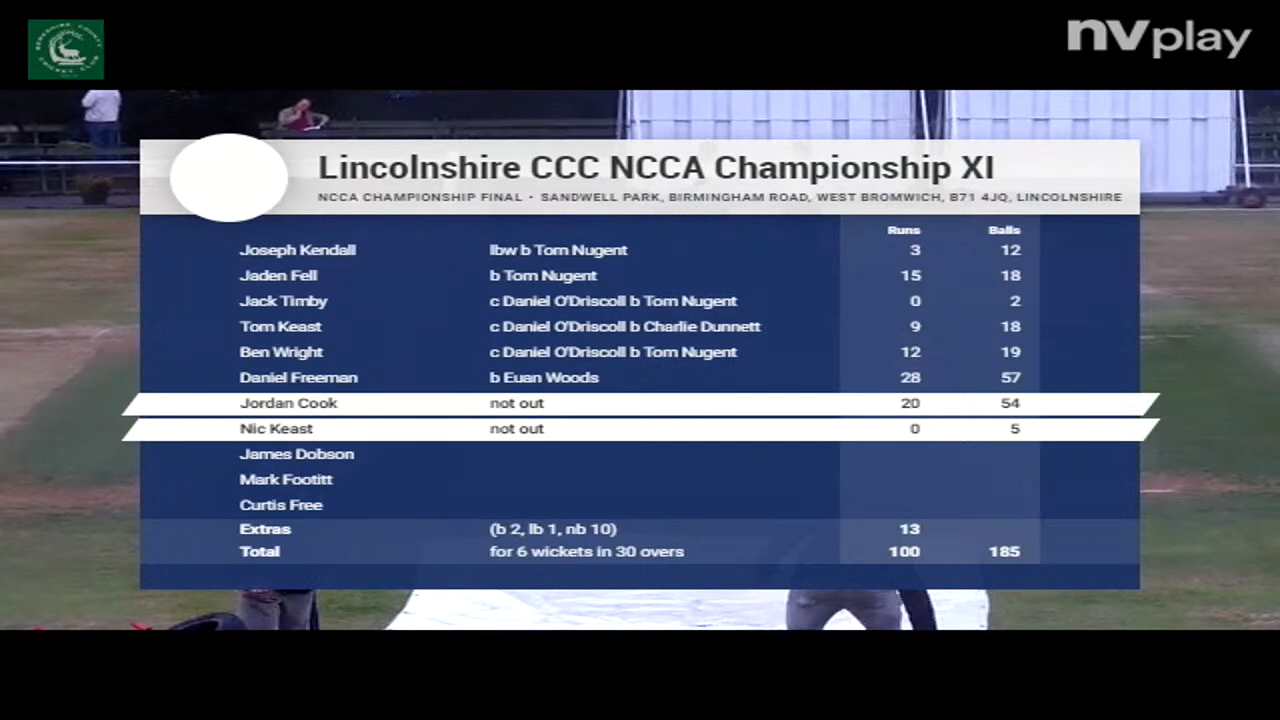 BERKSHIRE COUNTY
CRICKET CLUB
nvplay
Lincolnshire CCC NCCA Championship XI
NCCA CHAMPIONSHIP FINAL • SANDWELL PARK, BIRMINGHAM ROAD, WEST BROMWICH, B71 4JQ, LINCOLNSHIRE
Runs Balls
Joseph Kendall lbw b Tom Nugent 3 12
Jaden Fell b Tom Nugent 15 18
Jack Timby c Daniel O'Driscoll b Tom Nugent 0 2
Tom Keast c Daniel O'Driscoll b Charlie Dunnett 9 18
Ben Wright c Daniel O'Driscoll b Tom Nugent 12 19
Daniel Freeman b Euan Woods 28 57
Jordan Cook not out 20 54
Nic Keast not out 0 5
James Dobson
Mark Footitt
Curtis Free
Extras (b 2, lb 1, nb 10) 13
Total for 6 wickets in 30 overs 100 185